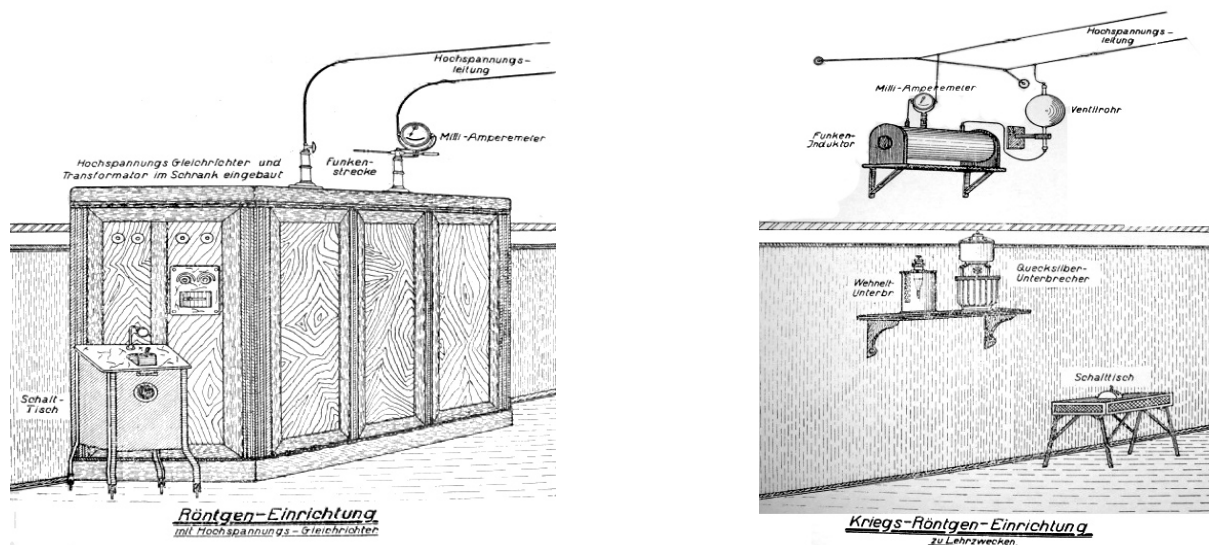 Hochspannungs-
leitung
Milli-Amperemeter
Hochspannungs Gleichrichter und
Transformator im Schrank eingebaut
Funken-
strecke
Schalt-
Tisch
Röntgen-Einrichtung
mit Hochspannungs-Gleichrichter
Hochspannungs-
leitung
Milli-Amperemeter
Ventilrohr
Funken-
Induktor
Wehnelt-
Unterbr
Quecksilber-
Unterbrecher
Schalttisch
Kriegs-Röntgen-Einrichtung
zu Lehrzwecken.